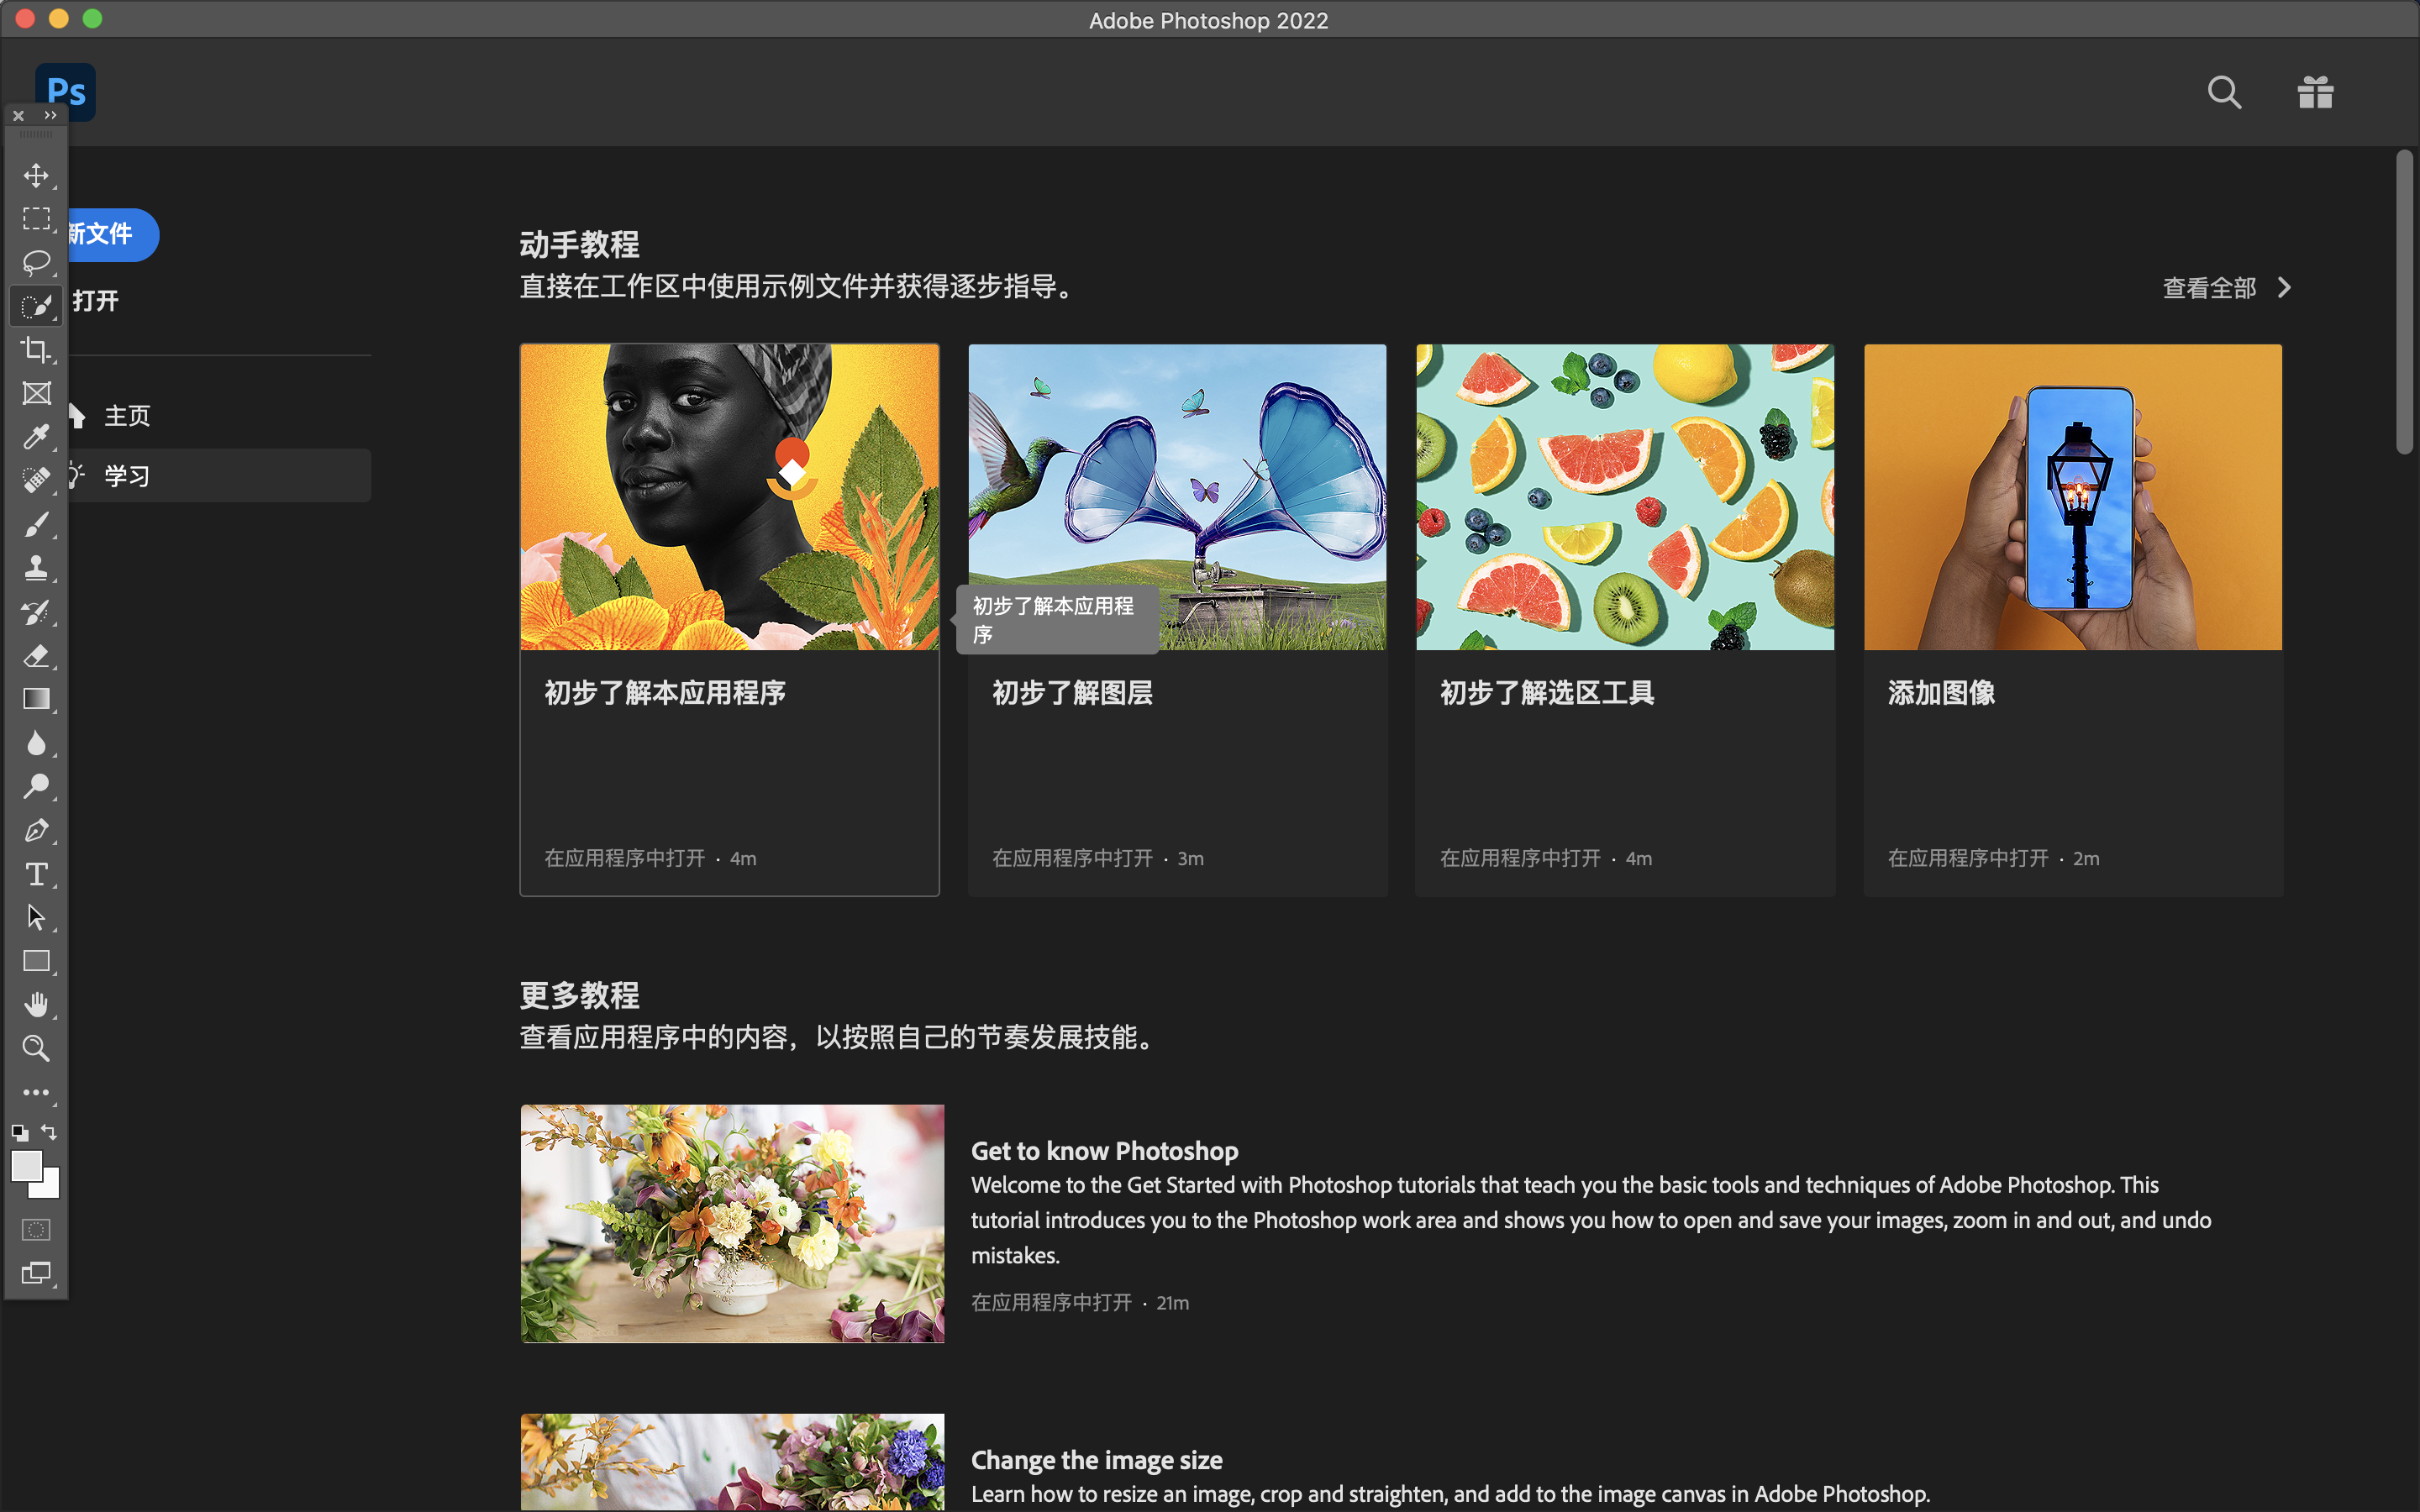 Adobe Photoshop 2022
Ps
新文件
打开
主页
学习
动手教程
直接在工作区中使用示例文件并获得逐步指导。
查看全部
初步了解本应用程
序
初步了解本应用程序
在应用程序中打开 · 4m
初步了解图层
在应用程序中打开 · 3m
初步了解选区工具
在应用程序中打开 · 4m
添加图像
在应用程序中打开 · 2m
更多教程
查看应用程序中的内容，以按照自己的节奏发展技能。
Get to know Photoshop
Welcome to the Get Started with Photoshop tutorials that teach you the basic tools and techniques of Adobe Photoshop. This
tutorial introduces you to the Photoshop work area and shows you how to open and save your images, zoom in and out, and undo
mistakes.
在应用程序中打开 · 21m
Change the image size
Learn how to resize an image, crop and straighten, and add to the image canvas in Adobe Photoshop.